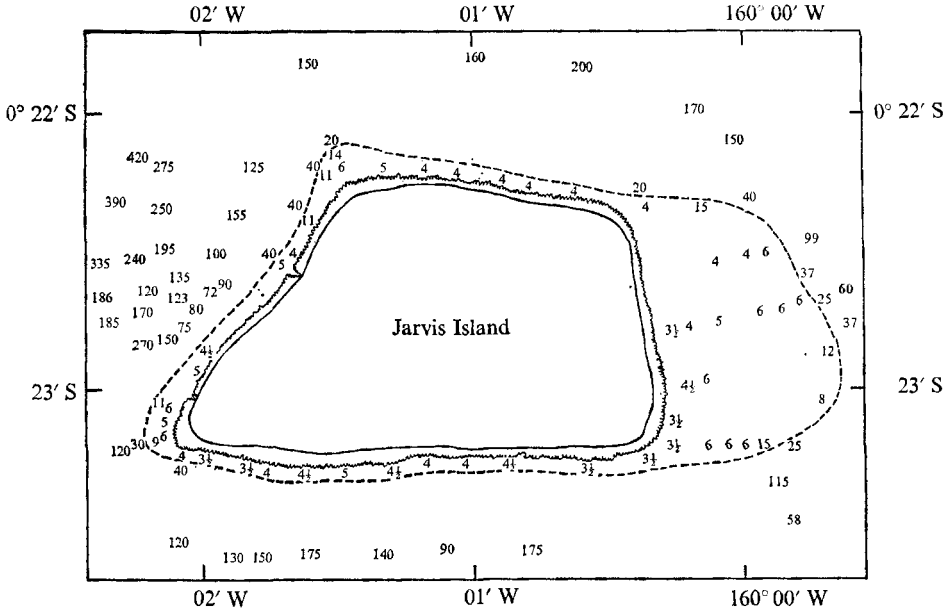 02′ W 01′ W 160° 00′ W
150 160 200
0° 22′ S 170 0° 22′ S
150
20
14
420 275 125 40 6 5 4 4 4 4 4 20
11
390 250 155 40 11 4 15 40
99
335 240 195 100 40 4 5 4 4 6
37
186 120 135 123 72 90 6 6 6 25 60
185 170 80 75 Jarvis Island 3½ 4 5 37
270 150 4½ 12
5 4½ 6
23′ S 23′ S
11 6 8
5 3½
120 30 9 6 3½ 6 6 6 15 25
4 3½ 3½ 4 4½ 5 4½ 4 4 4½ 3½ 3½
40 115
58
120 130 150 175 140 90 175
02′ W 01′ W 160° 00′ W